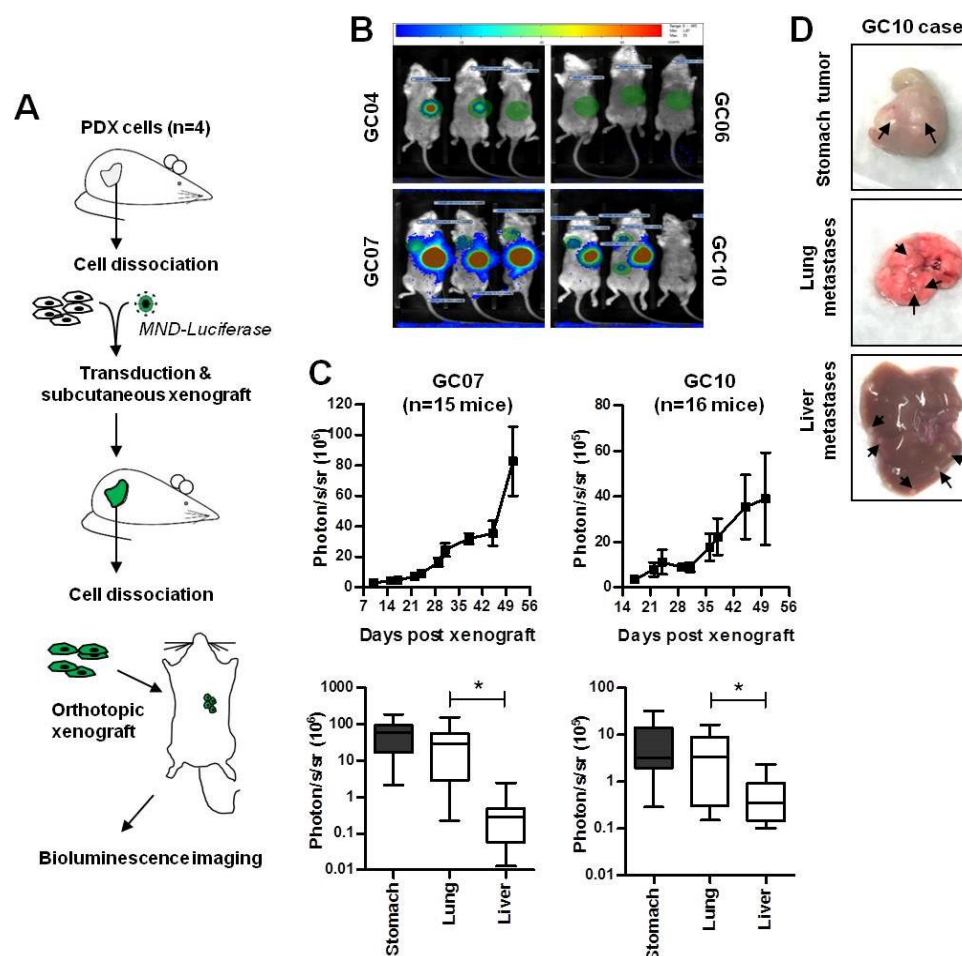 A
PDX cells (n=4)
Cell dissociation
MND-Luciferase
Transduction &
subcutaneous xenograft
Cell dissociation
Orthotopic
xenograft
Bioluminescence imaging
B
GC04
GC06
GC07
GC10
C
GC07
(n=15 mice)
Photon/s/sr (10⁶)
120
100
80
60
40
20
0
7 14 21 28 35 42 49 56
Days post xenograft
GC10
(n=16 mice)
Photon/s/sr (10⁵)
80
60
40
20
0
14 21 28 35 42 49 56
Days post xenograft
Photon/s/sr (10⁶)
1000
100
10
1
0.1
0.01
*
Stomach
Lung
Liver
Photon/s/sr (10⁵)
100
10
1
0.1
0.01
*
Stomach
Lung
Liver
D
GC10 case
Stomach tumor
Lung
metastases
Liver
metastases